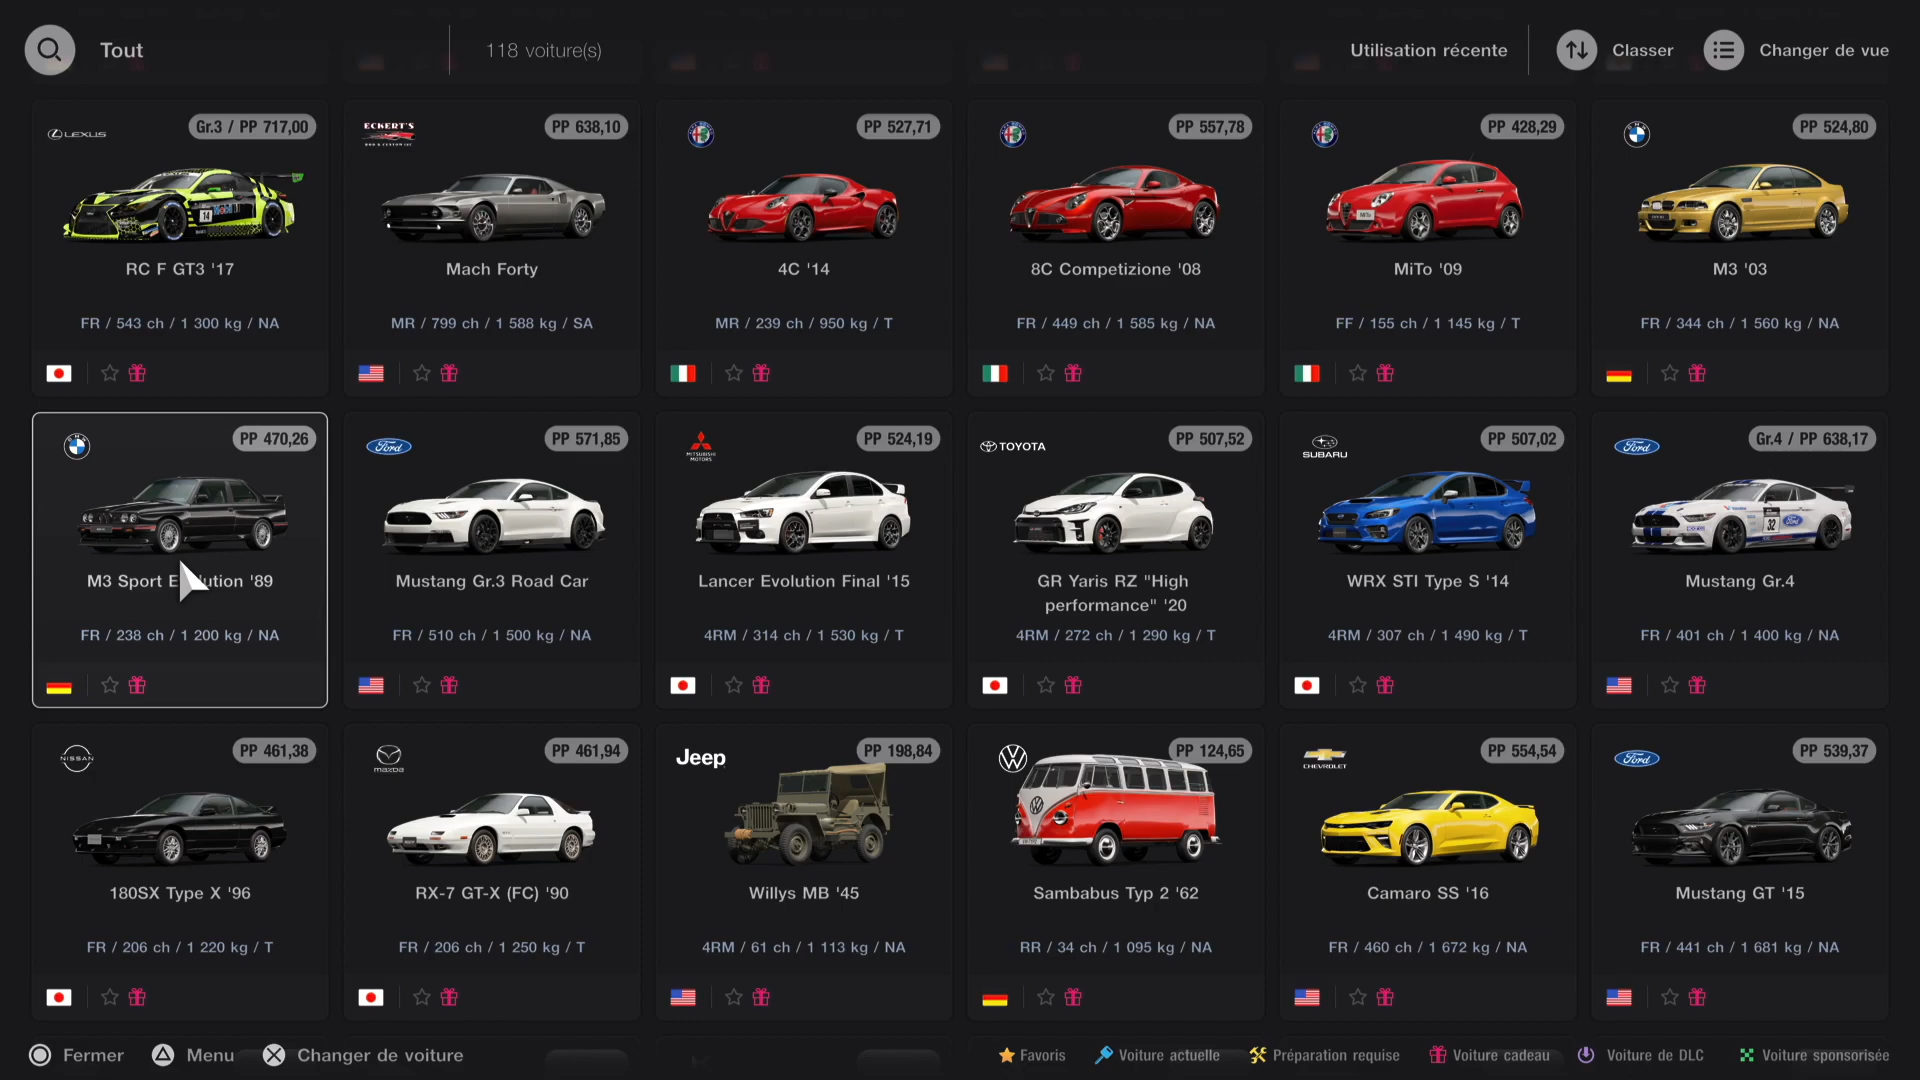 Tout
118 voiture(s)
Utilisation récente
Classer
Changer de vue
LEXUS
Gr.3 / PP 717,00
RC F GT3 '17
FR / 543 ch / 1 300 kg / NA
ECKERT'S
PP 638,10
Mach Forty
MR / 799 ch / 1 588 kg / SA
PP 527,71
4C '14
MR / 239 ch / 950 kg / T
PP 557,78
8C Competizione '08
FR / 449 ch / 1 585 kg / NA
PP 428,29
MiTo '09
FF / 155 ch / 1 145 kg / T
PP 524,80
M3 '03
FR / 344 ch / 1 560 kg / NA
PP 470,26
FR / 238 ch / 1 200 kg / NA
Ford
PP 571,85
Mustang Gr.3 Road Car
FR / 510 ch / 1 500 kg / NA
MITSUBISHI
MOTORS
PP 524,19
Lancer Evolution Final '15
4RM / 314 ch / 1 530 kg / T
TOYOTA
PP 507,52
GR Yaris RZ "High
performance" '20
4RM / 272 ch / 1 290 kg / T
SUBARU
PP 507,02
WRX STI Type S '14
4RM / 307 ch / 1 490 kg / T
Ford
Gr.4 / PP 638,17
Mustang Gr.4
FR / 401 ch / 1 400 kg / NA
NISSAN
PP 461,38
180SX Type X '96
FR / 206 ch / 1 220 kg / T
mazda
PP 461,94
RX-7 GT-X (FC) '90
FR / 206 ch / 1 250 kg / T
Jeep
PP 198,84
Willys MB '45
4RM / 61 ch / 1 113 kg / NA
PP 124,65
Sambabus Typ 2 '62
RR / 34 ch / 1 095 kg / NA
CHEVROLET
PP 554,54
Camaro SS '16
FR / 460 ch / 1 672 kg / NA
Ford
PP 539,37
Mustang GT '15
FR / 441 ch / 1 681 kg / NA
Fermer
Menu
Changer de voiture
Favoris
Voiture actuelle
Préparation requise
Voiture cadeau
Voiture de DLC
Voiture sponsorisée